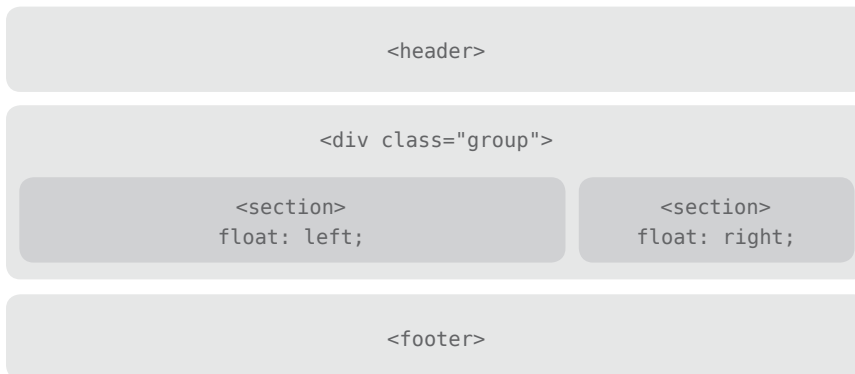 <header>
<div class="group">
<section>
float: left;
<section>
float: right;
<footer>